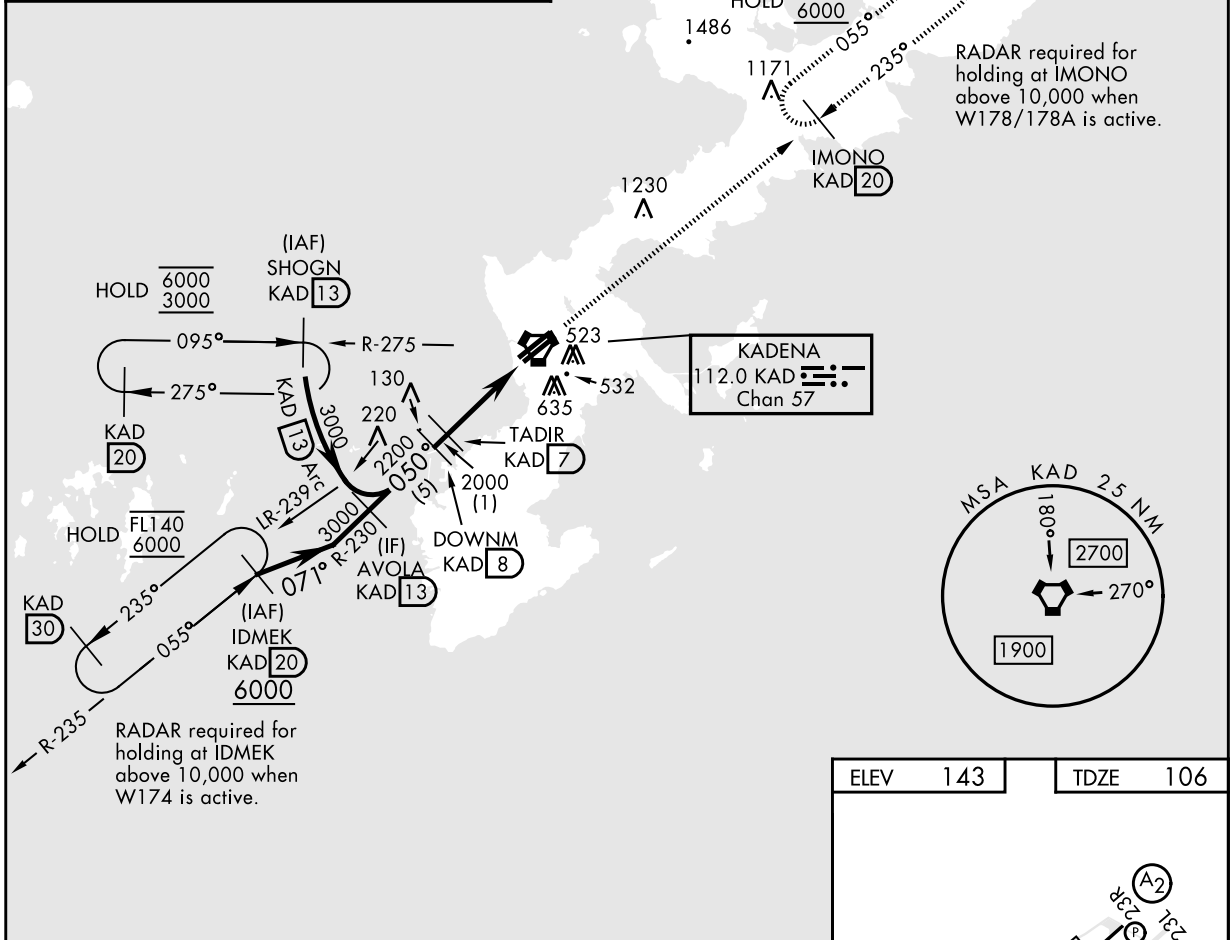 HOLD 6000
1486
055°
235°
1171
RADAR required for
holding at IMONO
above 10,000 when
W178/178A is active.
IMONO
KAD 20
1230
(IAF)
SHOGN
KAD 13
HOLD 6000
3000
095°
R-275
275°
KAD
20
KAD 13 Arc
3000
130
220
523
532
635
KADENA
112.0 KAD
Chan 57
TADIR
KAD 7
2200
050°
(5)
2000
(1)
LR-239
DOWNM
KAD 8
HOLD FL140
6000
3000
R-230
071°
(IF)
AVOLA
KAD 13
KAD
30
235°
055°
(IAF)
IDMEK
KAD 20
6000
R-235
RADAR required for
holding at IDMEK
above 10,000 when
W174 is active.
MSA KAD 25 NM
180°
2700
270°
1900
ELEV 143
TDZE 106
A2
23R
23L
P